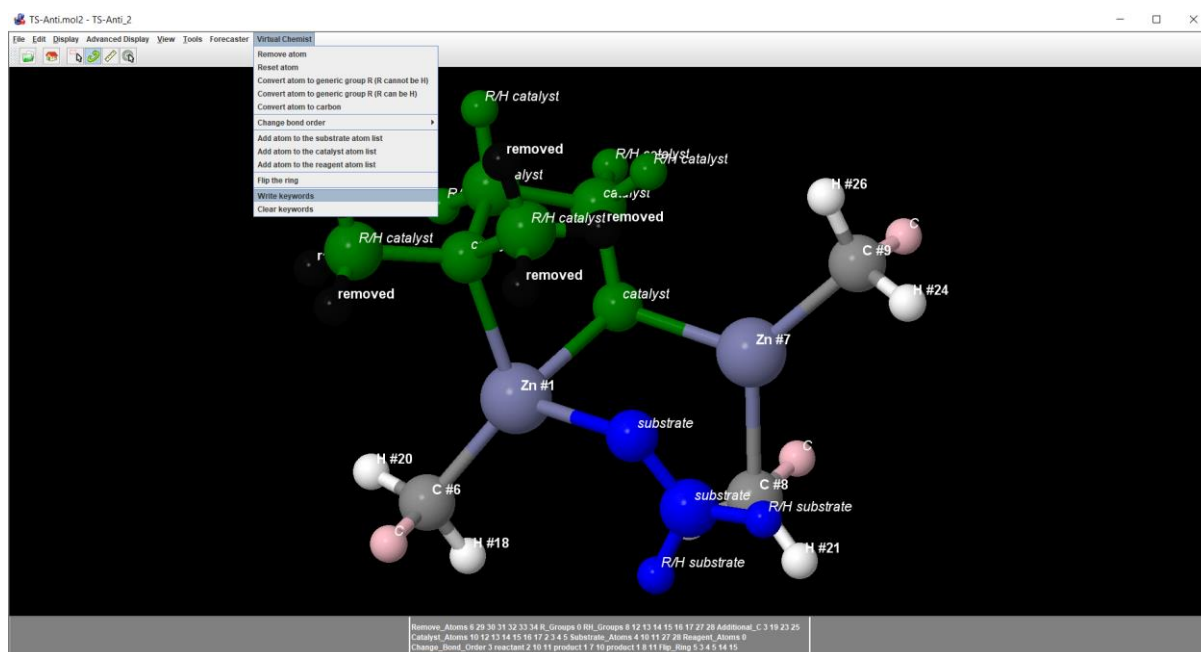 TS-Anti.mol2 - TS-Anti_2
File Edit Display Advanced Display View Tools Forecaster Virtual Chemist
Remove atom
Reset atom
Convert atom to generic group R (R cannot be H)
Convert atom to generic group R (R can be H)
Convert atom to carbon
Change bond order
Add atom to the substrate atom list
Add atom to the catalyst atom list
Add atom to the reagent atom list
Flip the ring
Write keywords
Clear keywords
R/H catalyst
removed
R/H catalyst
R/H catalyst
H #26
R/H catalyst
removed
C
R/H catalyst
C #9
removed
removed
H #24
catalyst
Zn #7
Zn #1
substrate
C
H #20
C #6
C #8
substrate
R/H substrate
C
H #18
H #21
R/H substrate
Remove_Atoms 6 29 30 31 32 33 34 R_Groups 0 RH_Groups 8 12 13 14 15 16 17 27 28 Additional_C 3 19 23 25
Catalyst_Atoms 10 12 13 14 15 16 17 2 3 4 5 Substrate_Atoms 4 10 11 27 28 Reagent_Atoms 0
Change_Bond_Order 3 reactant 2 10 11 product 1 7 10 product 1 8 11 Flip_Ring 5 3 4 5 14 15